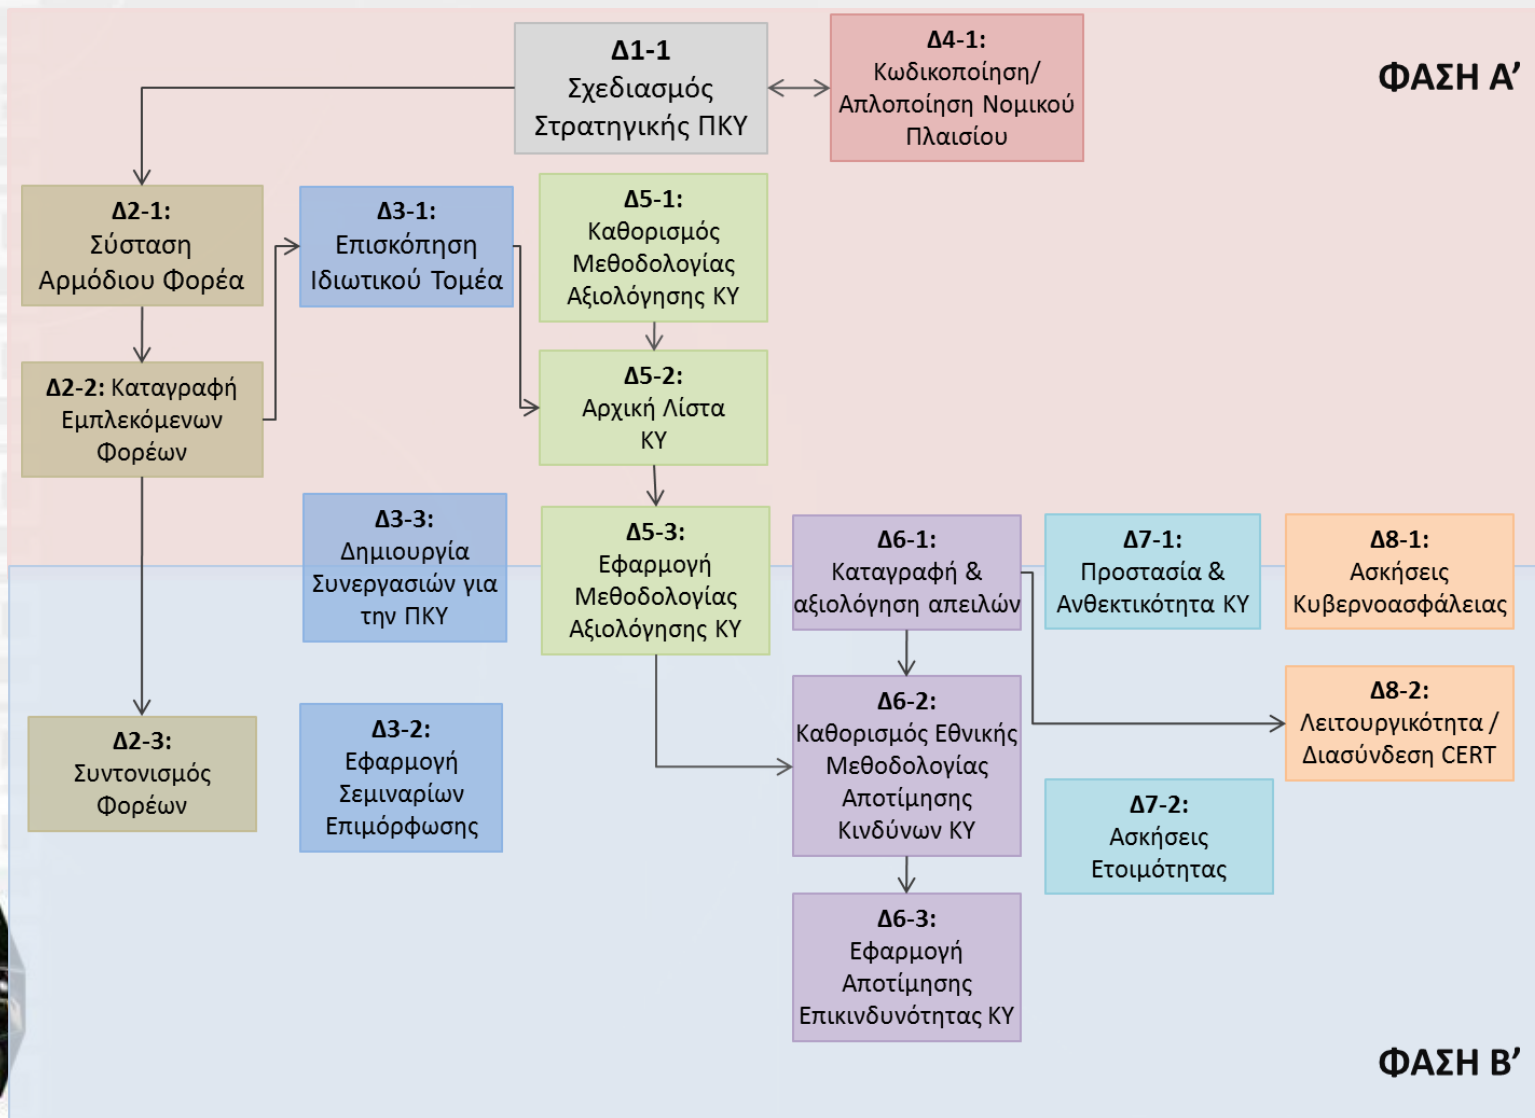 Δ1-1
Σχεδιασμός
Στρατηγικής ΠΚΥ
Δ4-1:
Κωδικοποίηση/
Απλοποίηση Νομικού
Πλαισίου
ΦΑΣΗ Α’
Δ2-1:
Σύσταση
Αρμόδιου Φορέα
Δ3-1:
Επισκόπηση
Ιδιωτικού Τομέα
Δ5-1:
Καθορισμός
Μεθοδολογίας
Αξιολόγησης ΚΥ
Δ2-2: Καταγραφή
Εμπλεκόμενων
Φορέων
Δ5-2:
Αρχική Λίστα
ΚΥ
Δ3-3:
Δημιουργία
Συνεργασιών για
την ΠΚΥ
Δ5-3:
Εφαρμογή
Μεθοδολογίας
Αξιολόγησης ΚΥ
Δ6-1:
Καταγραφή &
αξιολόγηση απειλών
Δ7-1:
Προστασία &
Ανθεκτικότητα ΚΥ
Δ8-1:
Ασκήσεις
Κυβερνοασφάλειας
Δ2-3:
Συντονισμός
Φορέων
Δ3-2:
Εφαρμογή
Σεμιναρίων
Επιμόρφωσης
Δ6-2:
Καθορισμός Εθνικής
Μεθοδολογίας
Αποτίμησης
Κινδύνων ΚΥ
Δ8-2:
Λειτουργικότητα /
Διασύνδεση CERT
Δ7-2:
Ασκήσεις
Ετοιμότητας
Δ6-3:
Εφαρμογή
Αποτίμησης
Επικινδυνότητας ΚΥ
ΦΑΣΗ Β’